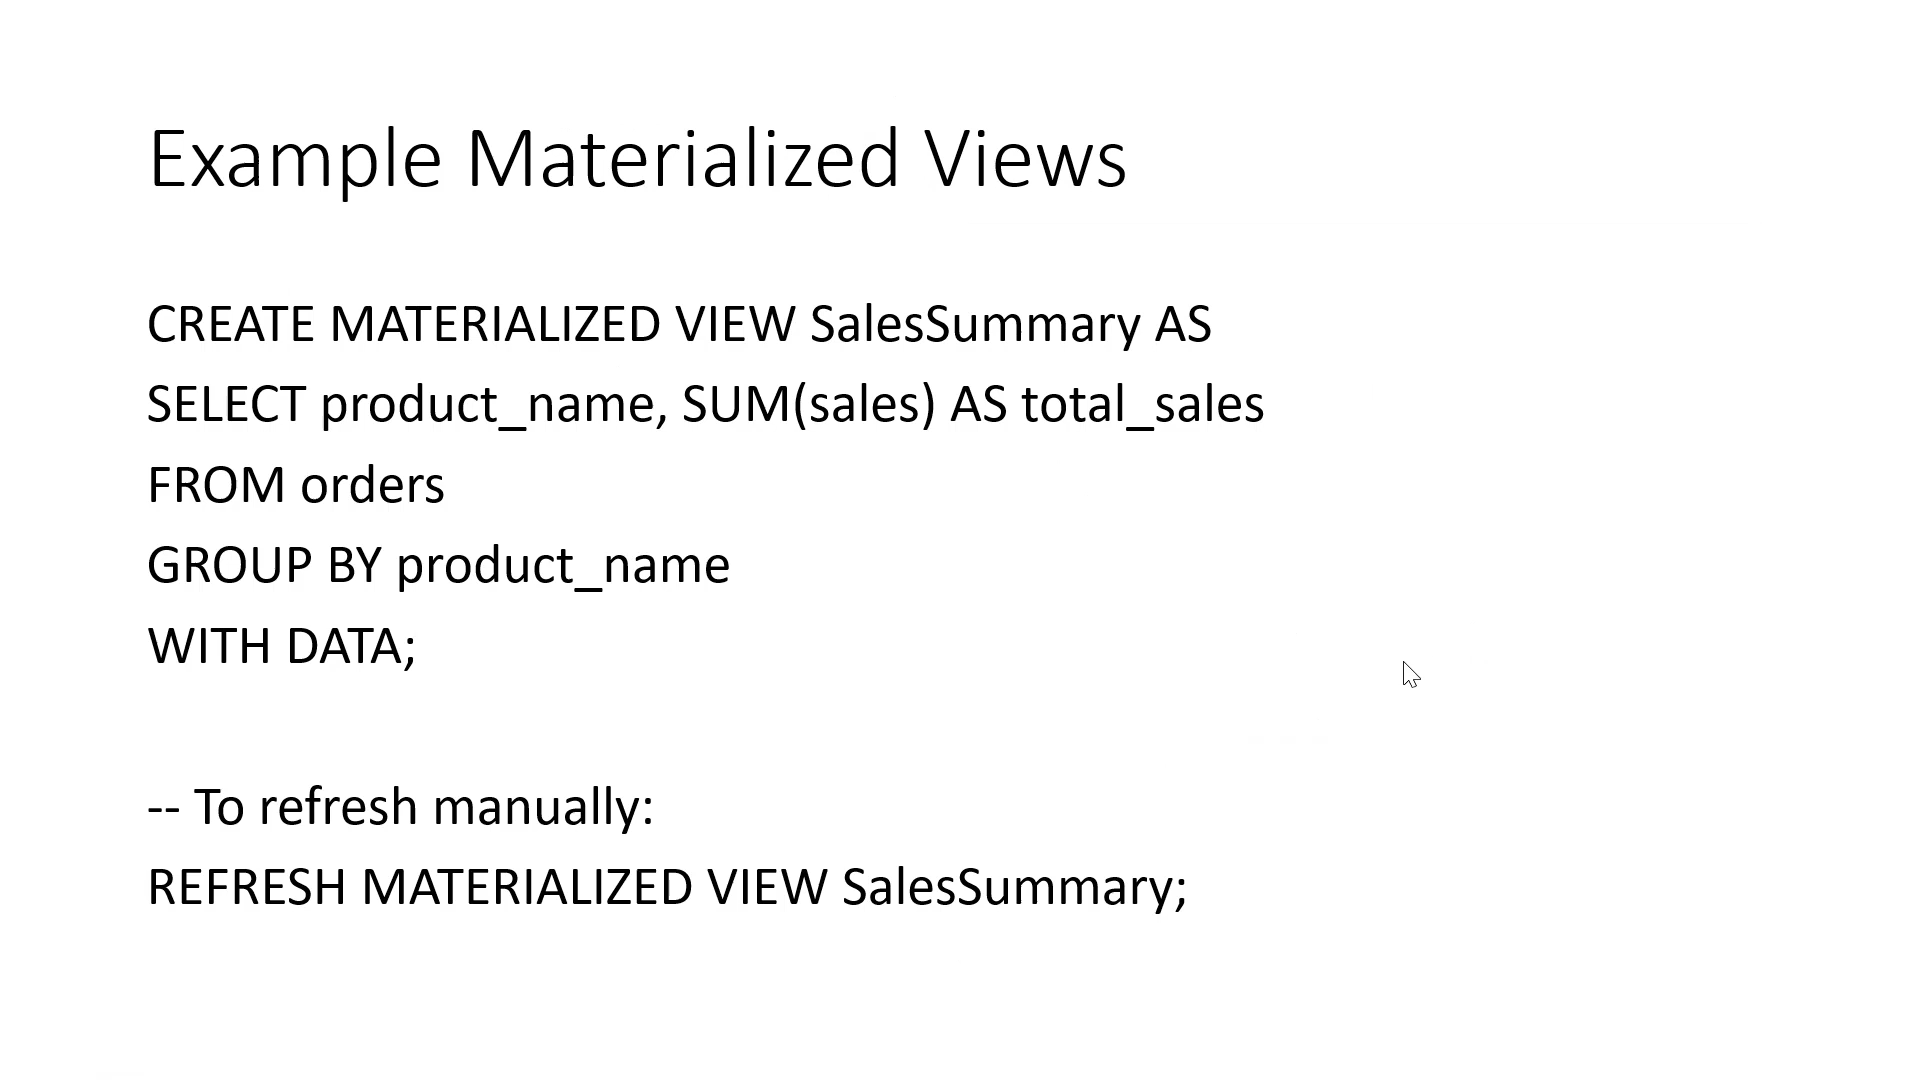 Example Materialized Views
CREATE MATERIALIZED VIEW SalesSummary AS
SELECT product_name, SUM(sales) AS total_sales
FROM orders
GROUP BY product_name
WITH DATA;
-- To refresh manually:
REFRESH MATERIALIZED VIEW SalesSummary;